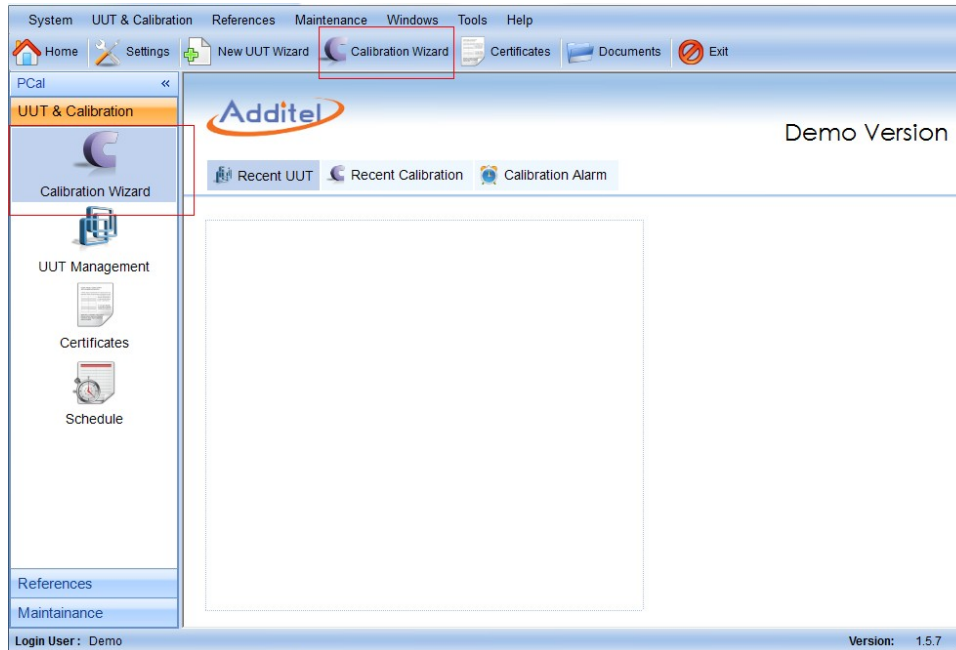 System UUT & Calibration References Maintenance Windows Tools Help
Home Settings New UUT Wizard Calibration Wizard Certificates Documents Exit
PCal «
UUT & Calibration
Calibration Wizard
UUT Management
Certificates
Schedule
References
Maintainance
Additel
Demo Version
Recent UUT Recent Calibration Calibration Alarm
Login User : Demo Version: 1.5.7